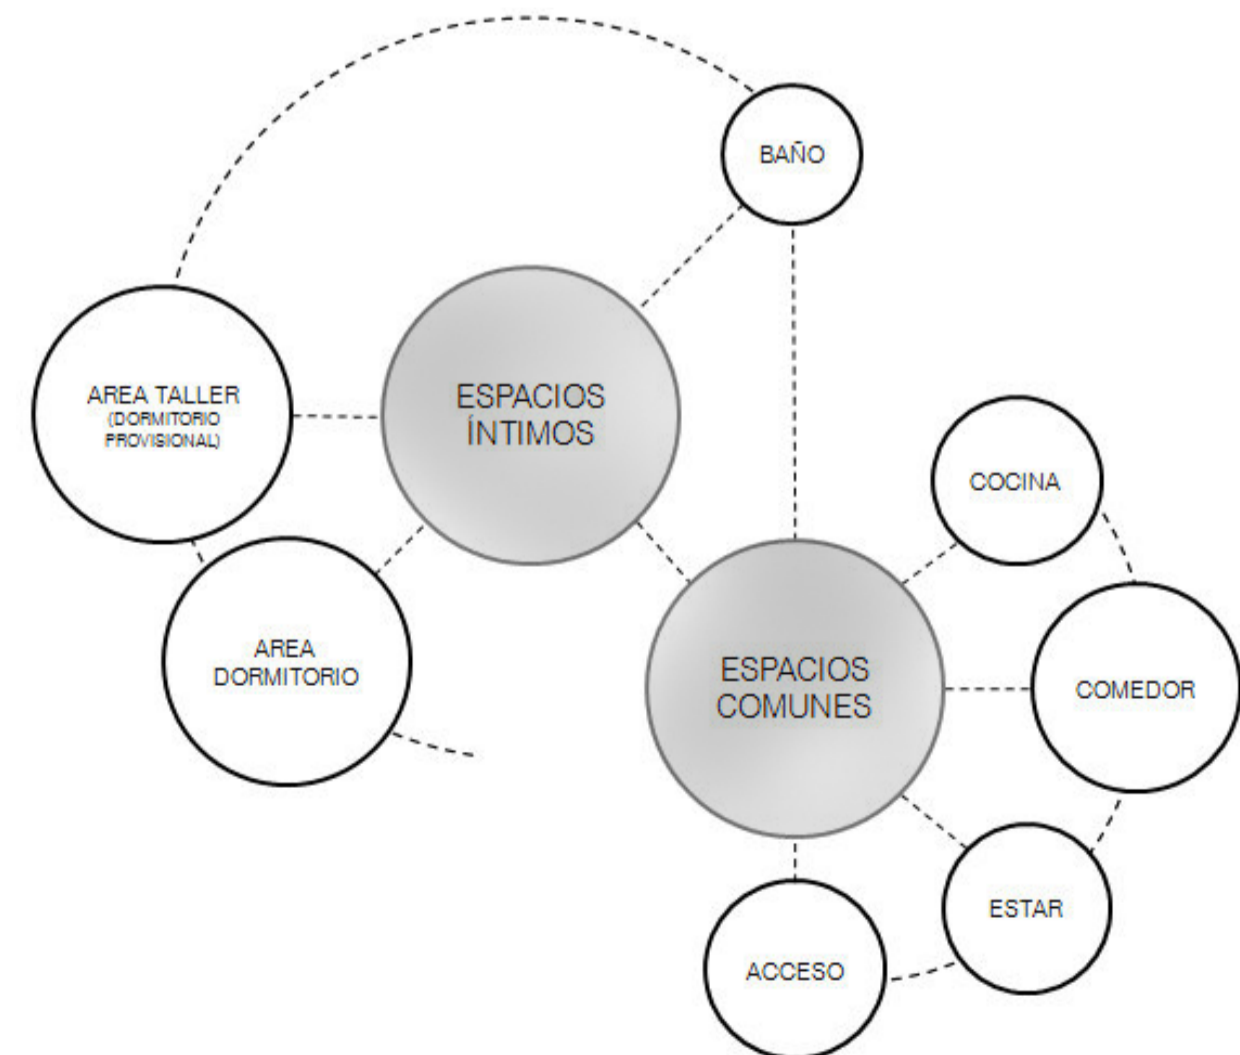 BAÑO
AREA TALLER
(DORMITORIO
PROVISIONAL)
ESPACIOS
ÍNTIMOS
COCINA
AREA
DORMITORIO
ESPACIOS
COMUNES
COMEDOR
ESTAR
ACCESO